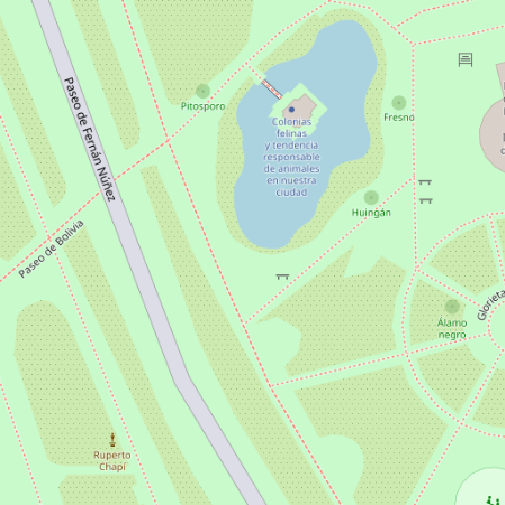 Paseo de Fernán Núñez
Pitosporo
Fresno
Colonias
felinas
y tendencia
responsable
de animales
en nuestra
ciudad
Huingán
Paseo de Bolivia
Glorieta
Álamo
negro
Ruperto
Chapí